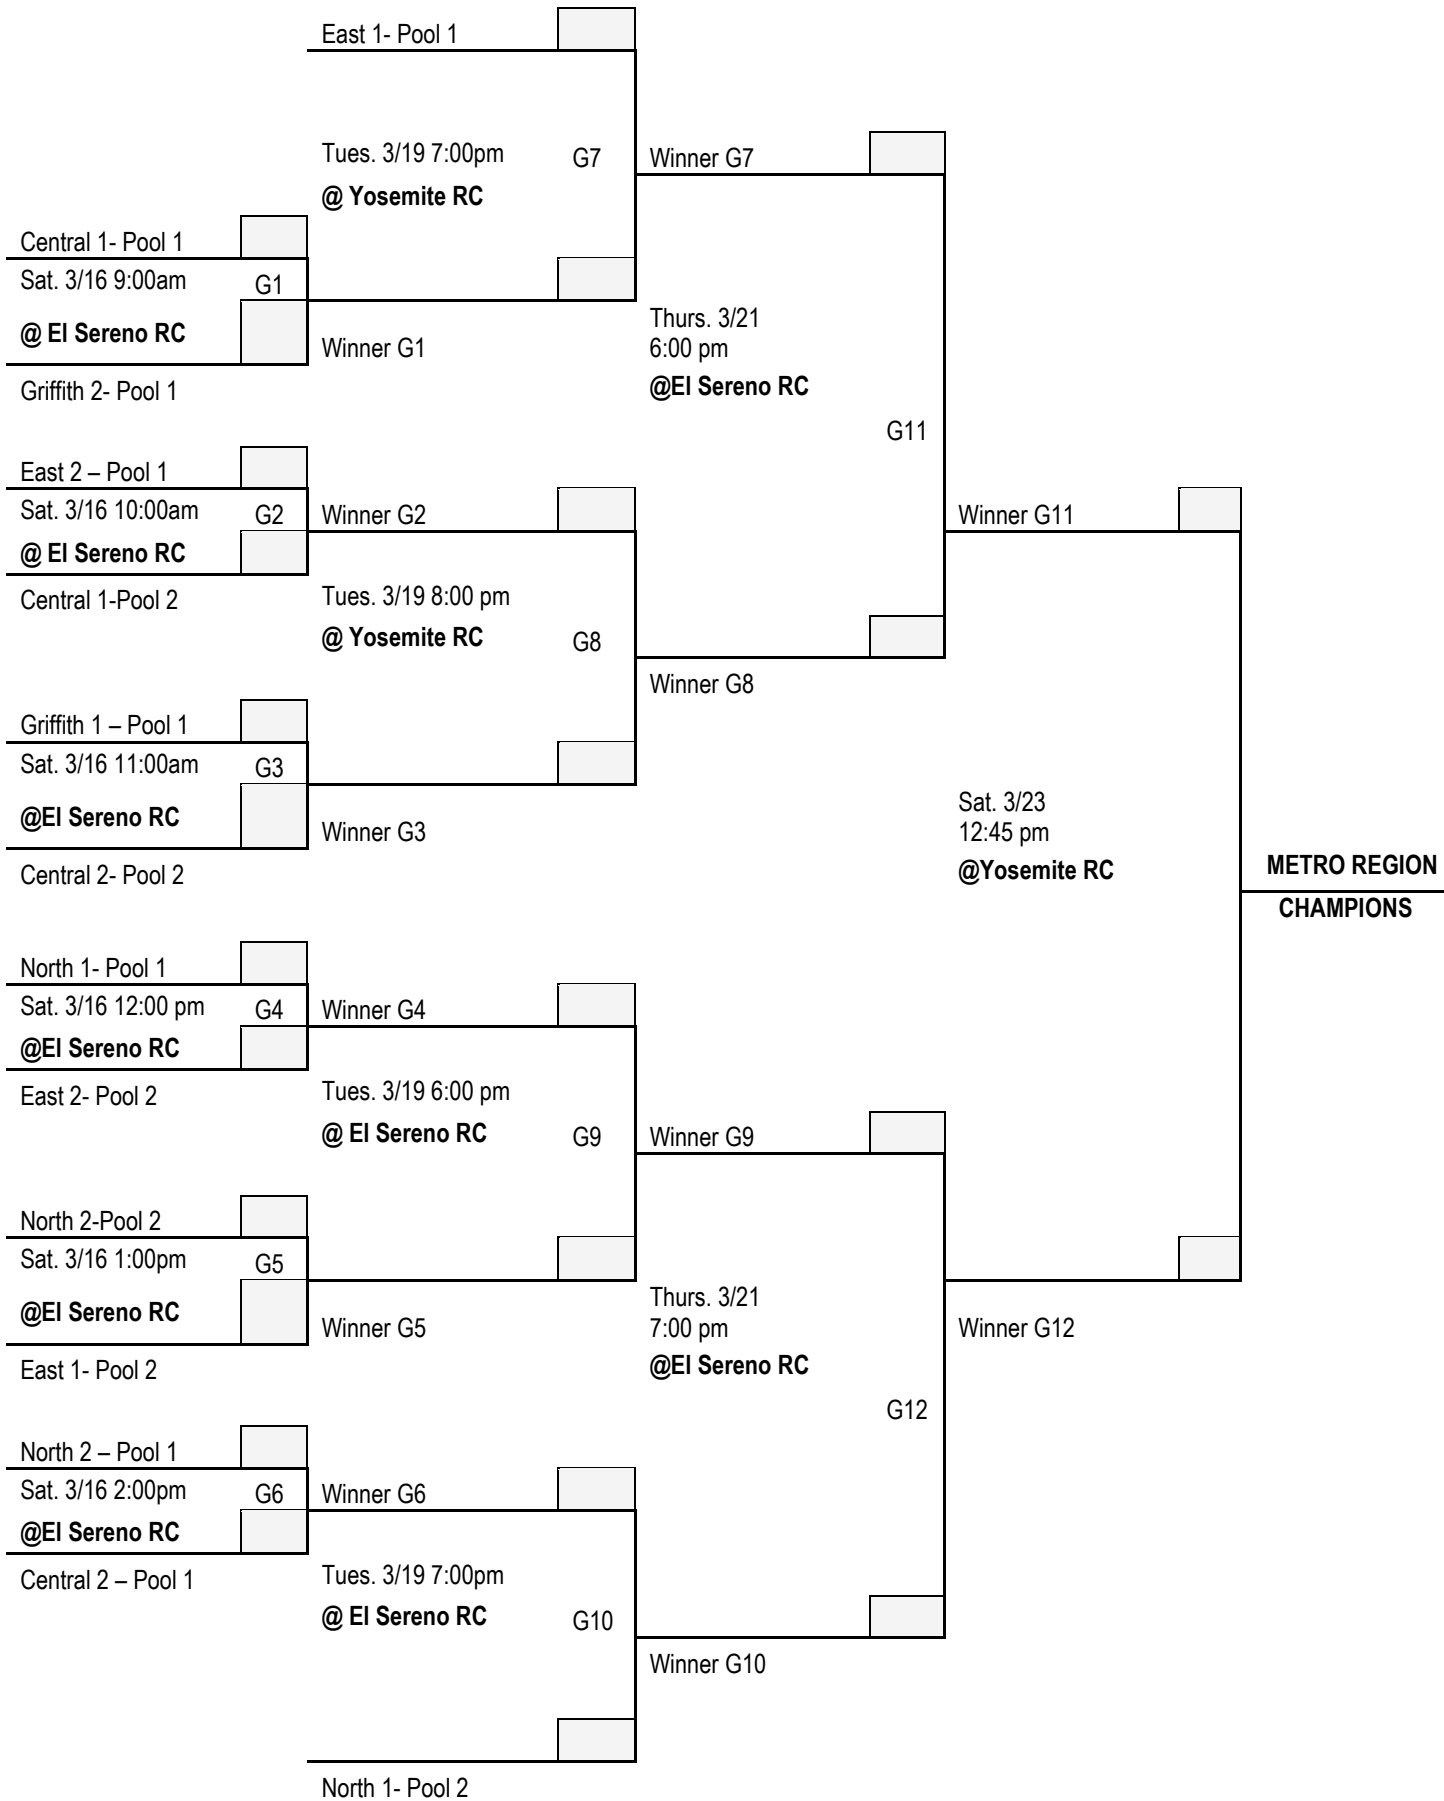 East 1- Pool 1
Tues. 3/19 7:00pm
G7
@ Yosemite RC
Winner G7
Central 1- Pool 1
Sat. 3/16 9:00am
G1
@ El Sereno RC
Griffith 2- Pool 1
Winner G1
Thurs. 3/21
6:00 pm
@El Sereno RC
G11
East 2 – Pool 1
Sat. 3/16 10:00am
G2
@ El Sereno RC
Central 1-Pool 2
Winner G2
Tues. 3/19 8:00 pm
@ Yosemite RC
G8
Winner G8
Winner G11
Griffith 1 – Pool 1
Sat. 3/16 11:00am
G3
@El Sereno RC
Central 2- Pool 2
Winner G3
Sat. 3/23
12:45 pm
@Yosemite RC
METRO REGION
CHAMPIONS
North 1- Pool 1
Sat. 3/16 12:00 pm
G4
@El Sereno RC
East 2- Pool 2
Winner G4
Tues. 3/19 6:00 pm
@ El Sereno RC
G9
Winner G9
North 2-Pool 2
Sat. 3/16 1:00pm
G5
@El Sereno RC
East 1- Pool 2
Winner G5
Thurs. 3/21
7:00 pm
@El Sereno RC
G12
Winner G12
North 2 – Pool 1
Sat. 3/16 2:00pm
G6
@El Sereno RC
Central 2 – Pool 1
Winner G6
Tues. 3/19 7:00pm
@ El Sereno RC
G10
Winner G10
North 1- Pool 2